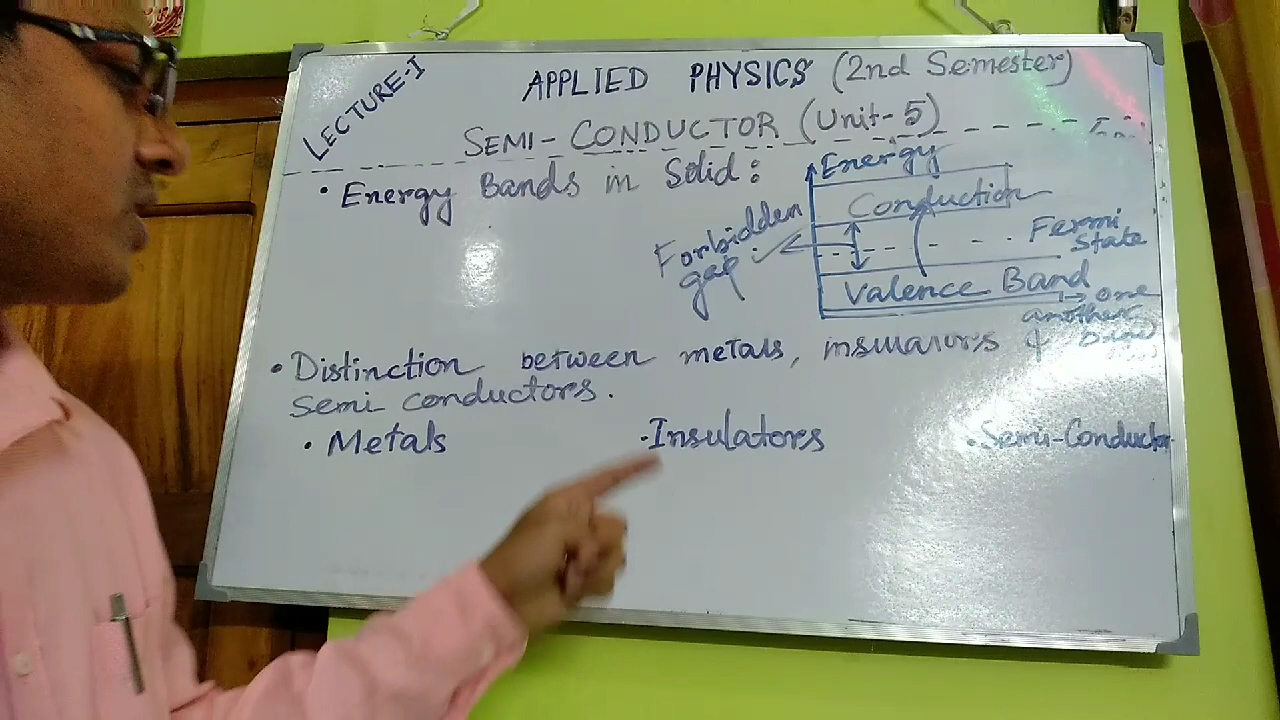 LECTURE:-I
APPLIED PHYSICS (2nd Semester)
SEMI-CONDUCTOR (Unit-5)
• Energy Bands in Solid:
Energy
Conduction
Forbidden
gap
Fermi
State
Valence Band
one
another
• Distinction between metals, insulators &
Semi conductors.
• Metals
• Insulators
• Semi-Conductor